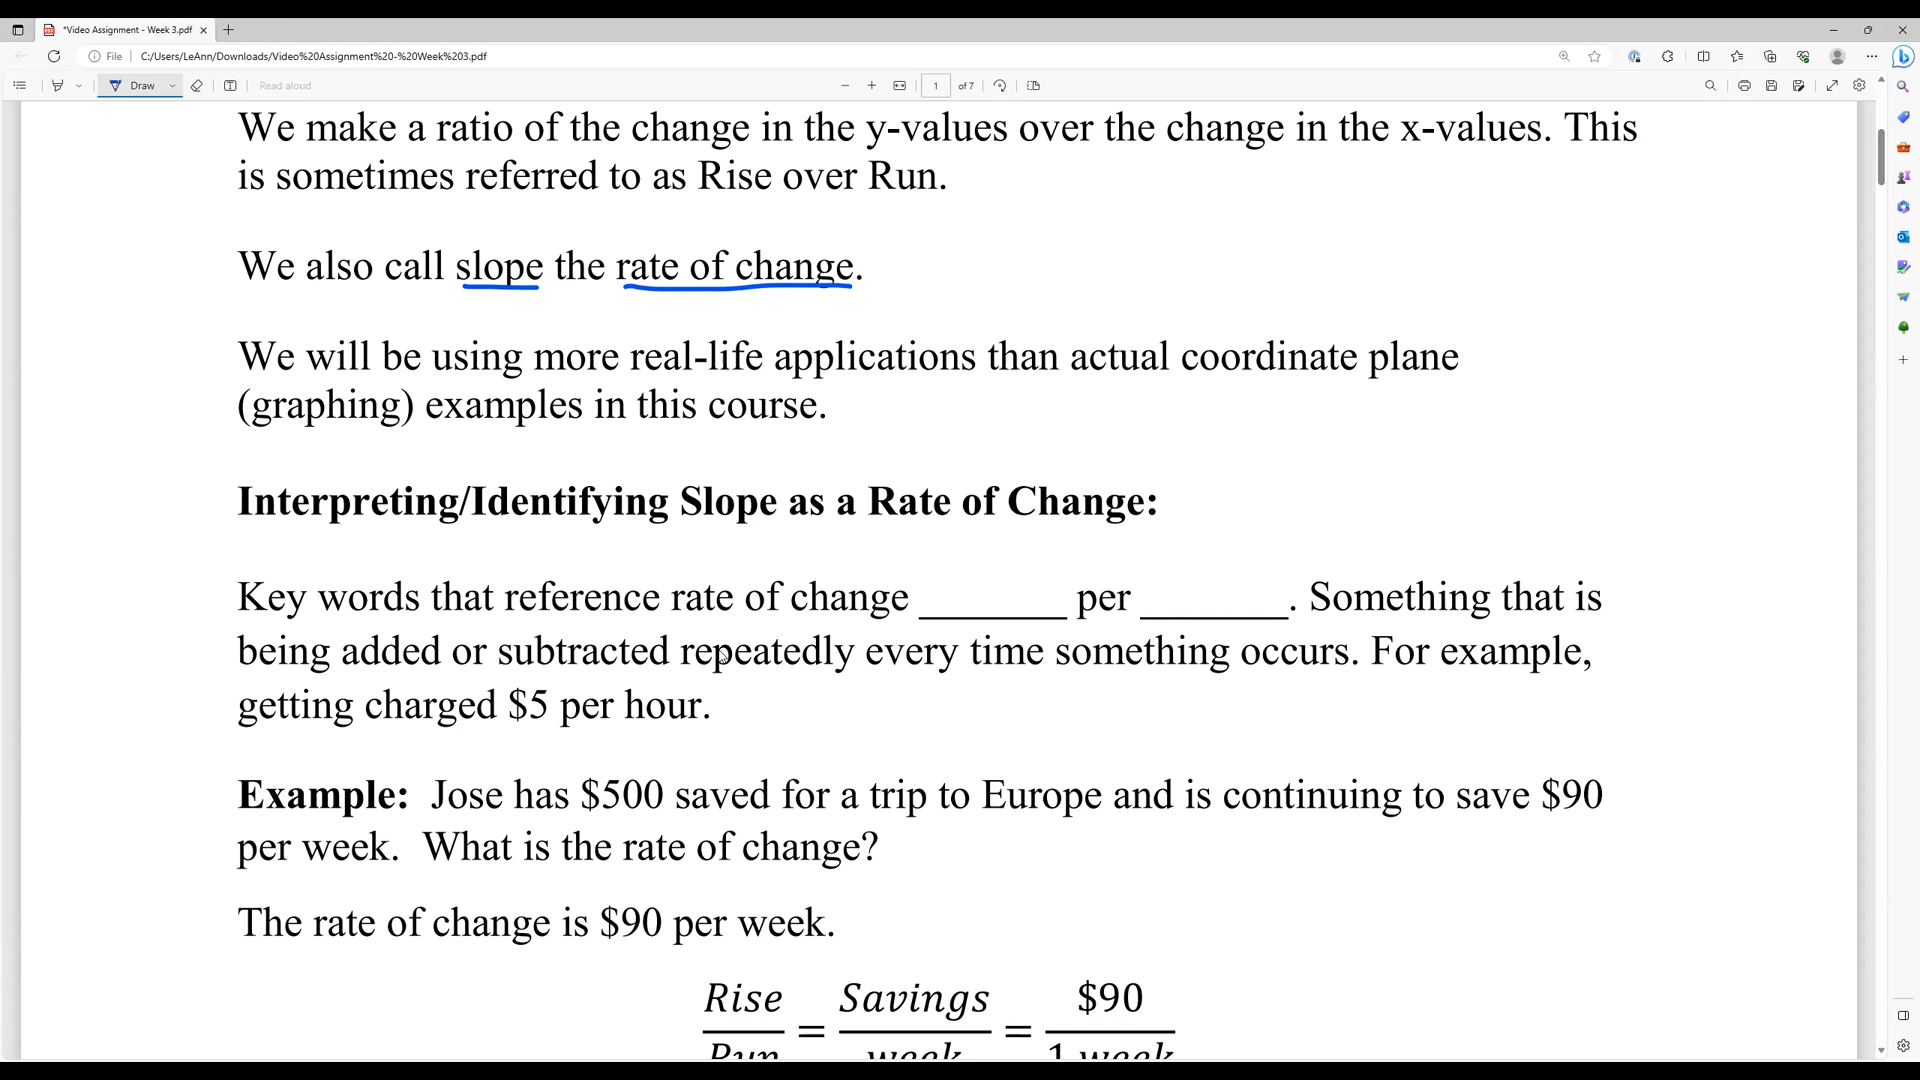 *Video Assignment - Week 3.pdf
File
C:/Users/LeAnn/Downloads/Video%20Assignment%20-%20Week%203.pdf
Draw
Read aloud
1 of 7
We make a ratio of the change in the y-values over the change in the x-values. This
is sometimes referred to as Rise over Run.
We also call slope the rate of change.
We will be using more real-life applications than actual coordinate plane
(graphing) examples in this course.
Interpreting/Identifying Slope as a Rate of Change:
Key words that reference rate of change _______ per _______. Something that is
being added or subtracted repeatedly every time something occurs. For example,
getting charged $5 per hour.
Example: Jose has $500 saved for a trip to Europe and is continuing to save $90
per week. What is the rate of change?
The rate of change is $90 per week.
Rise Savings $90
= =
Run week 1 week